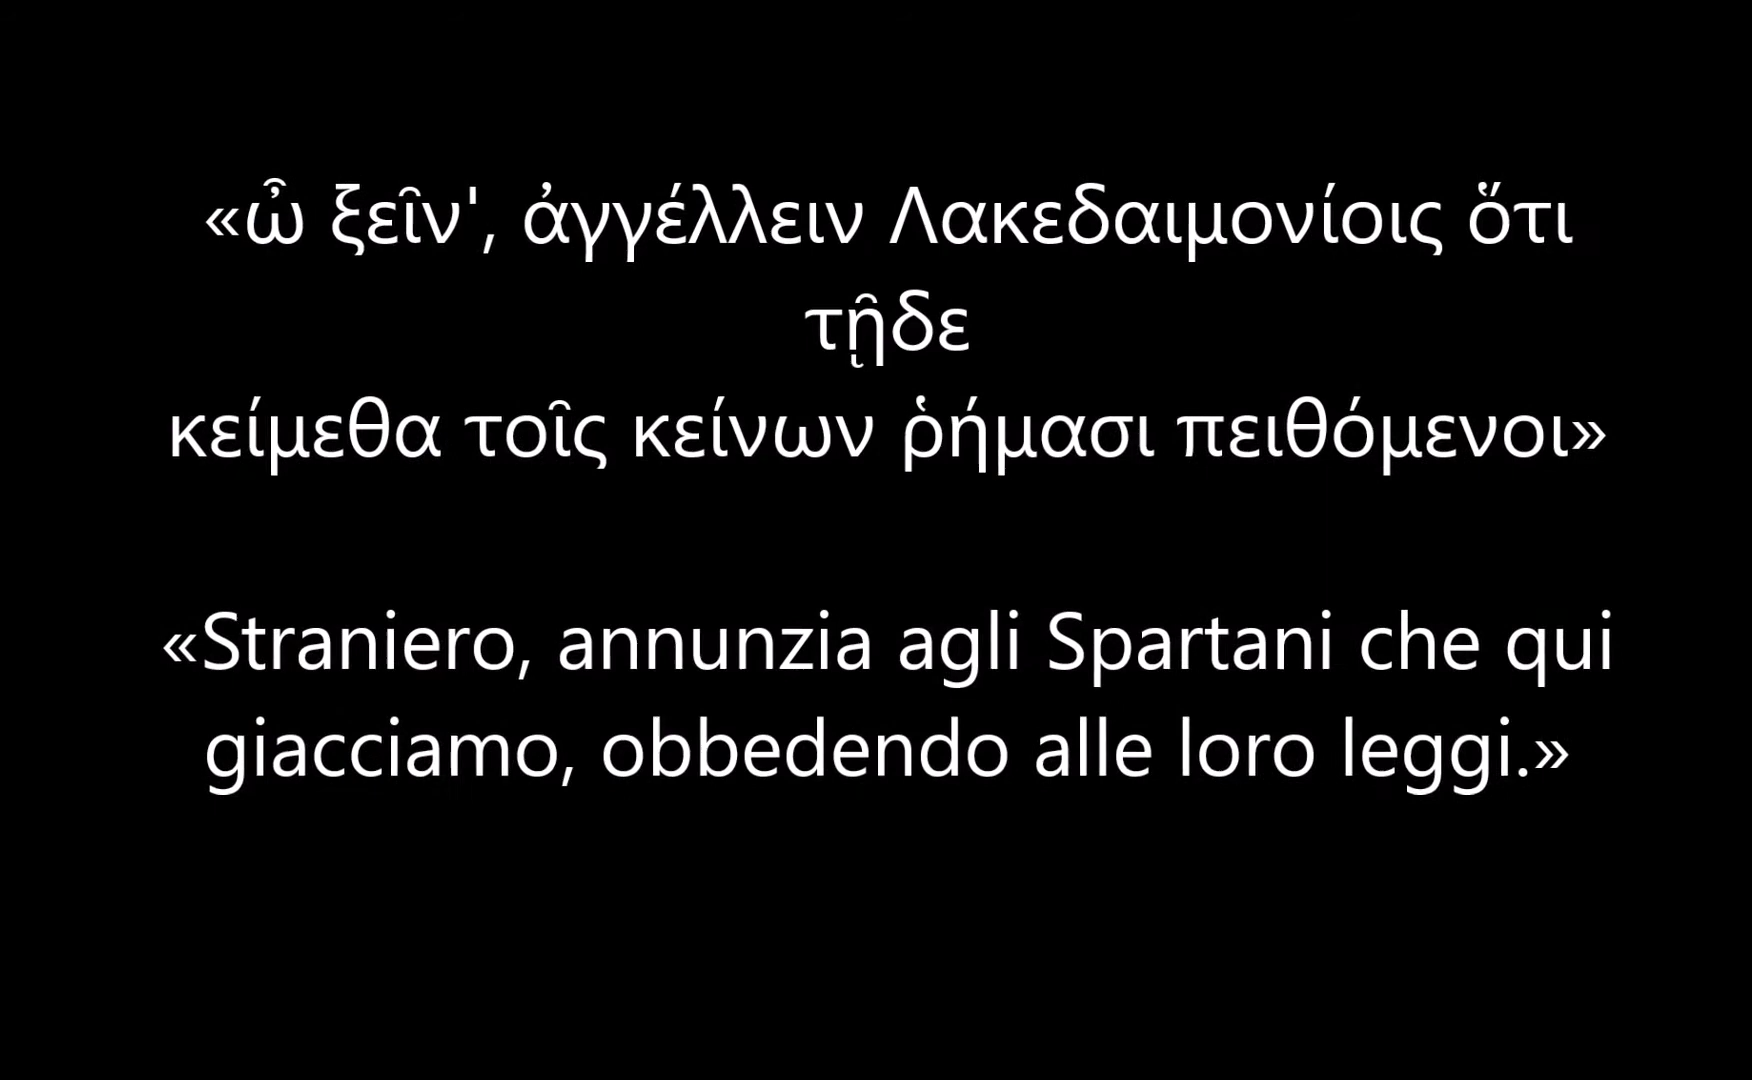 «ὦ ξεῖν', ἀγγέλλειν Λακεδαιμονίοις ὅτι
τῇδε
κείμεθα τοῖς κείνων ῥήμασι πειθόμενοι»
«Straniero, annunzia agli Spartani che qui
giacciamo, obbedendo alle loro leggi.»